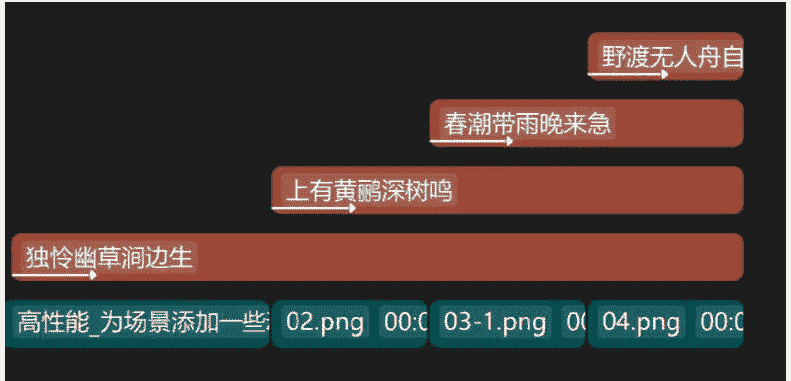 野渡无人舟自
春潮带雨晚来急
上有黄鹂深树鸣
独怜幽草涧边生
高性能_为场景添加一些 02.png 00:0 03-1.png 00 04.png 00:0